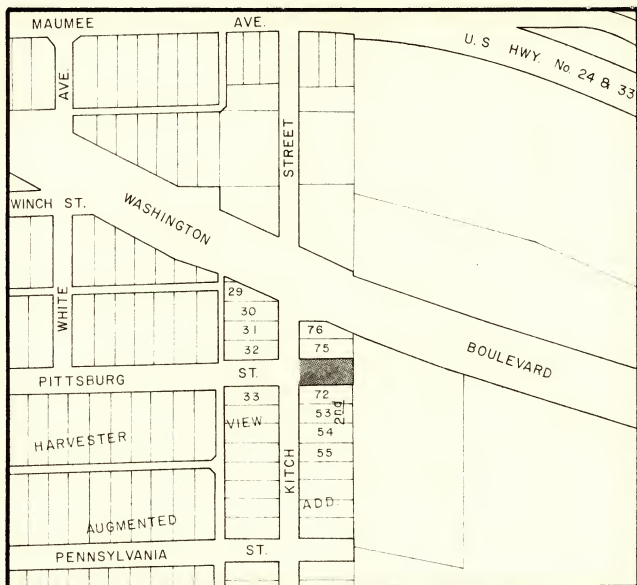 MAUMEE AVE.
U. S HWY. No. 24 & 33
AVE.
STREET
WINCH ST.
WASHINGTON
WHITE
29
30
31
32
76
75
BOULEVARD
PITTSBURG ST.
33
72
VIEW
53
2nd
54
HARVESTER
55
KITCH
ADD.
AUGMENTED
PENNSYLVANIA ST.